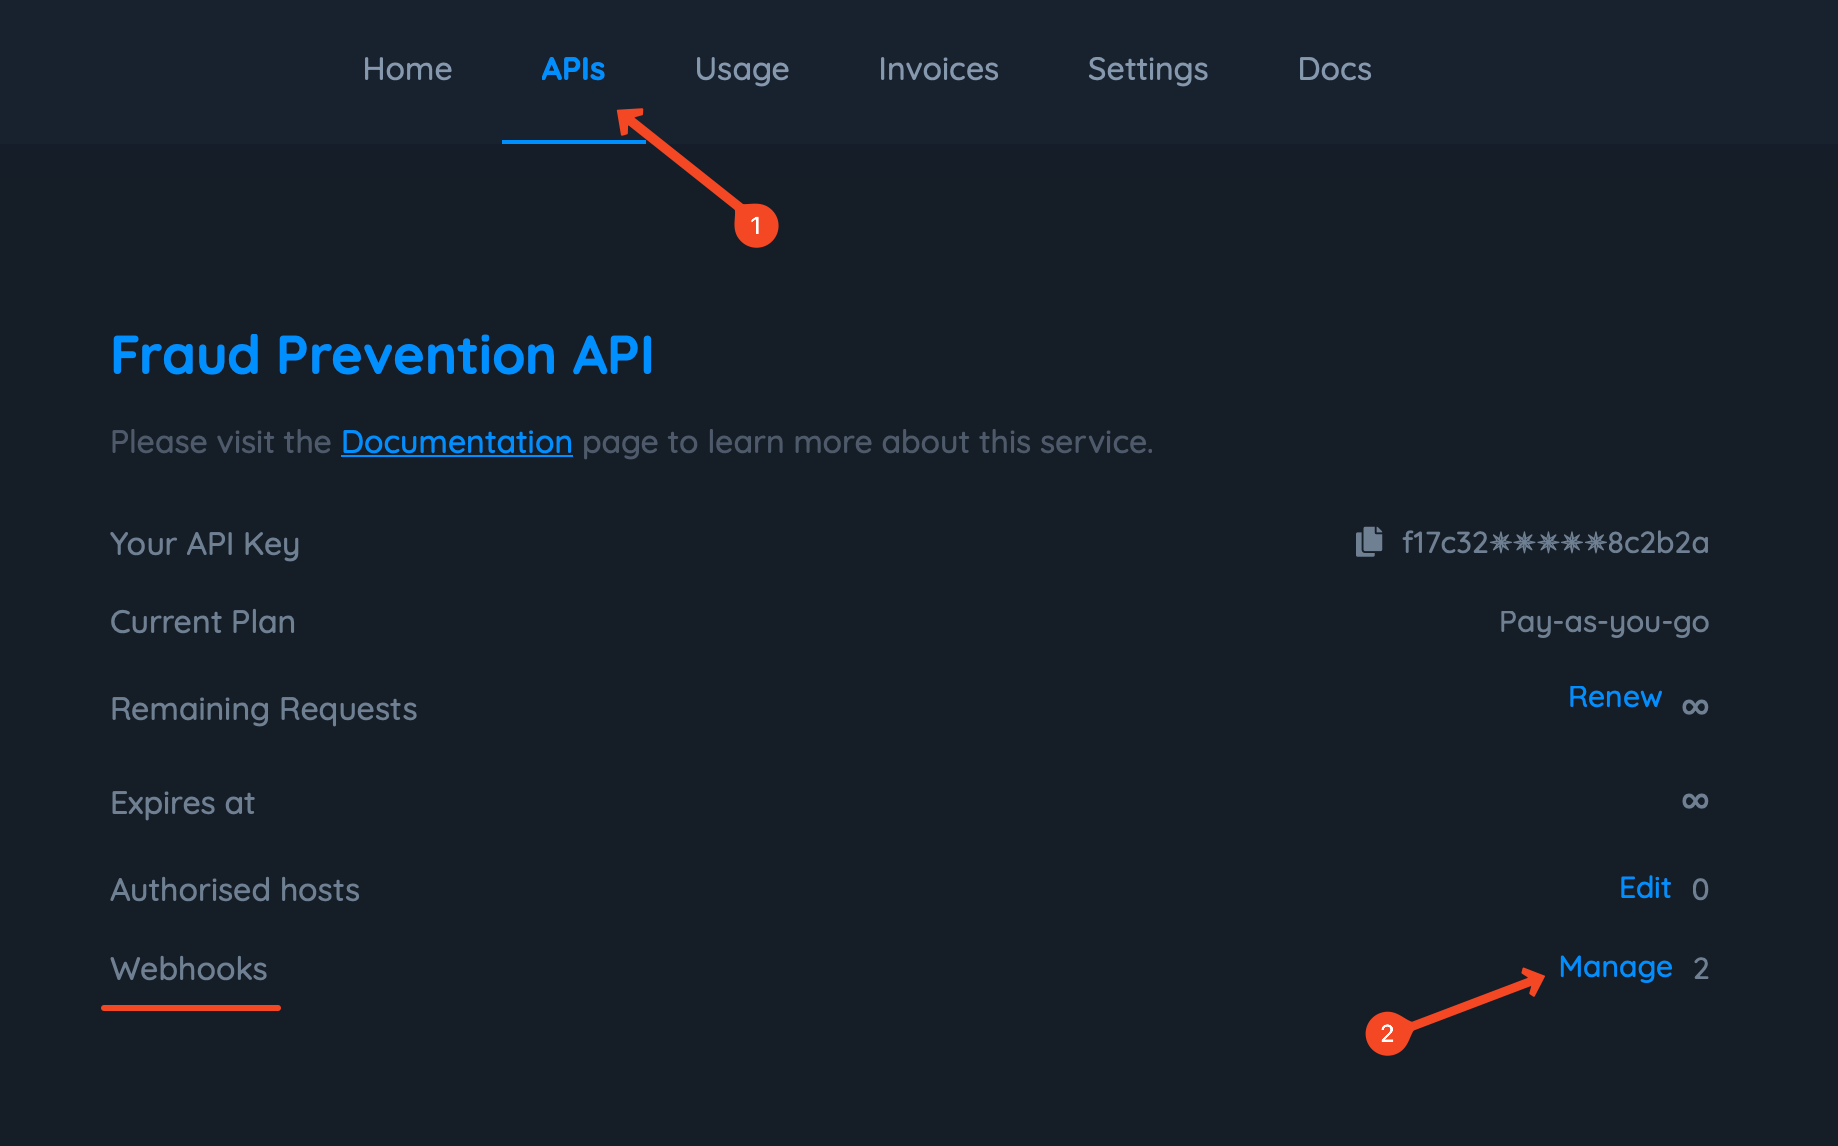 Home APIs Usage Invoices Settings Docs
1
Fraud Prevention API
Please visit the Documentation page to learn more about this service.
Your API Key f17c32✷✷✷✷✷8c2b2a
Current Plan Pay-as-you-go
Remaining Requests Renew ∞
Expires at ∞
Authorised hosts Edit 0
Webhooks Manage 2
2